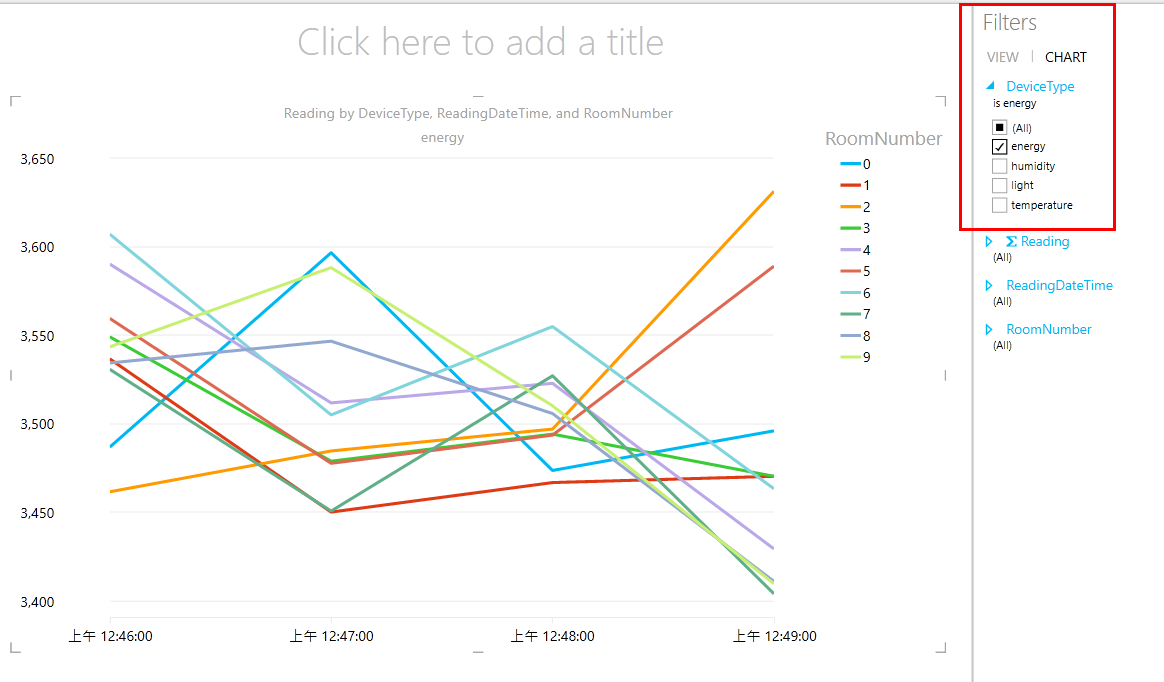 Click here to add a title
Reading by DeviceType, ReadingDateTime, and RoomNumber
energy
3,650
3,600
3,550
3,500
3,450
3,400
上午 12:46:00
上午 12:47:00
上午 12:48:00
上午 12:49:00
RoomNumber
0
1
2
3
4
5
6
7
8
9
Filters
VIEW | CHART
DeviceType
is energy
(All)
energy
humidity
light
temperature
Σ Reading
(All)
ReadingDateTime
(All)
RoomNumber
(All)